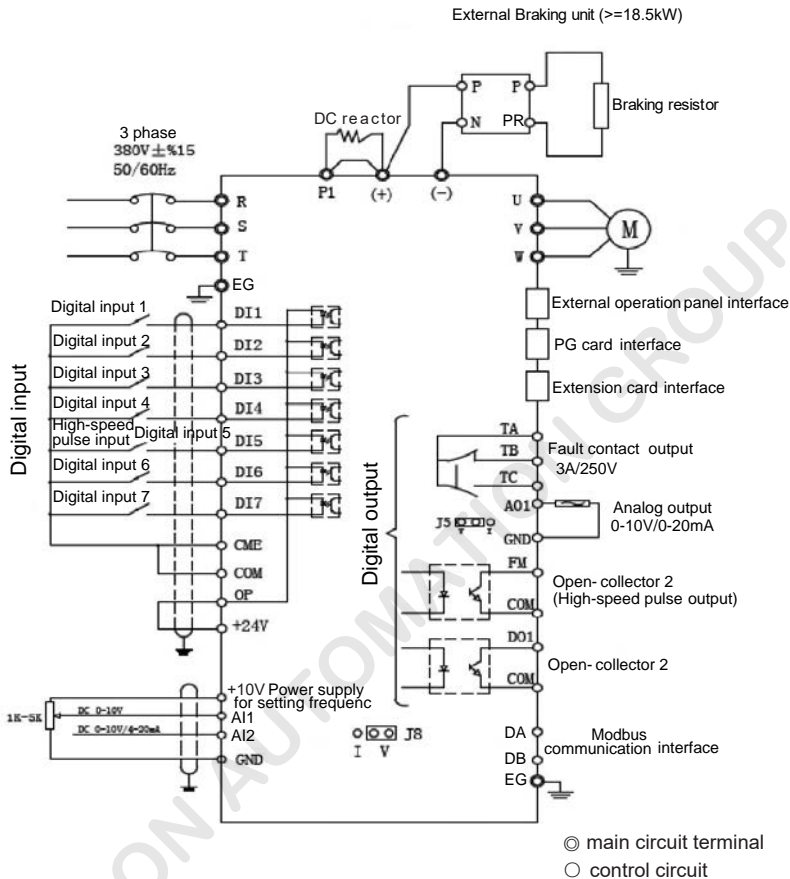 External Braking unit (>=18.5kW)
P P
DC reactor
Braking resistor
N PR
3 phase
380V±%15
50/60Hz
P1 (+) (-)
R
S
T
U
V
W
M
EG
Digital input
Digital input 1 DI1
Digital input 2 DI2
Digital input 3 DI3
Digital input 4 DI4
High-speed
pulse input Digital input 5 DI5
Digital input 6 DI6
Digital input 7 DI7
CME
COM
OP
+24V
External operation panel interface
PG card interface
Extension card interface
Digital output
TA
TB
TC
Fault contact output
3A/250V
AO1
J5
V I
GND
Analog output
0-10V/0-20mA
FM
COM
Open- collector 2
(High-speed pulse output)
DO1
COM
Open- collector 2
+10V Power supply
for setting frequenc
1K-5K
DC 0-10V AI1
DC 0-10V/4-20mA AI2
GND
J8
I V
DA
DB
Modbus
communication interface
EG
◎ main circuit terminal
○ control circuit
ON AUTOMATION GROUP